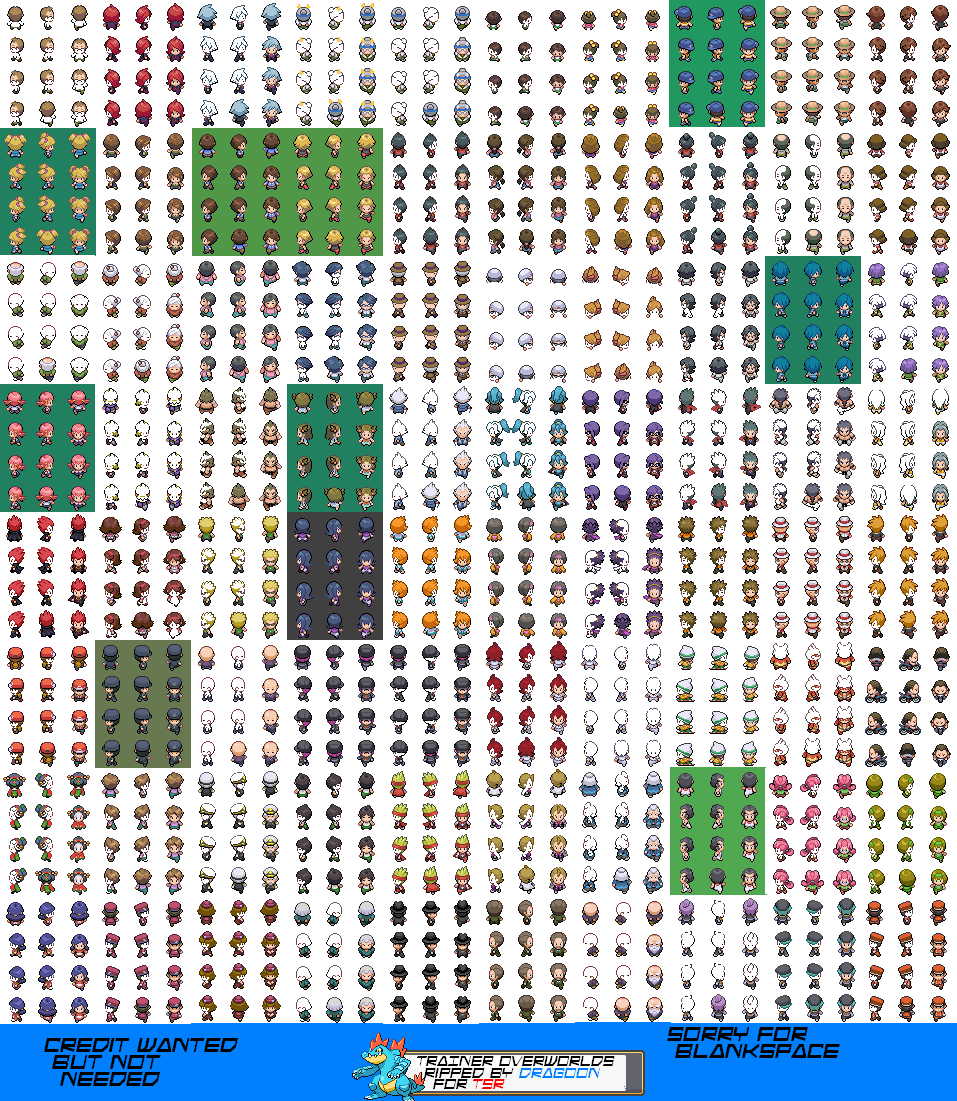 CREDIT WANTED
BUT NOT
NEEDED
TRAINER OVERWORLDS
RIPPED BY DRAGOON
FOR TSR
SORRY FOR
BLANKSPACE